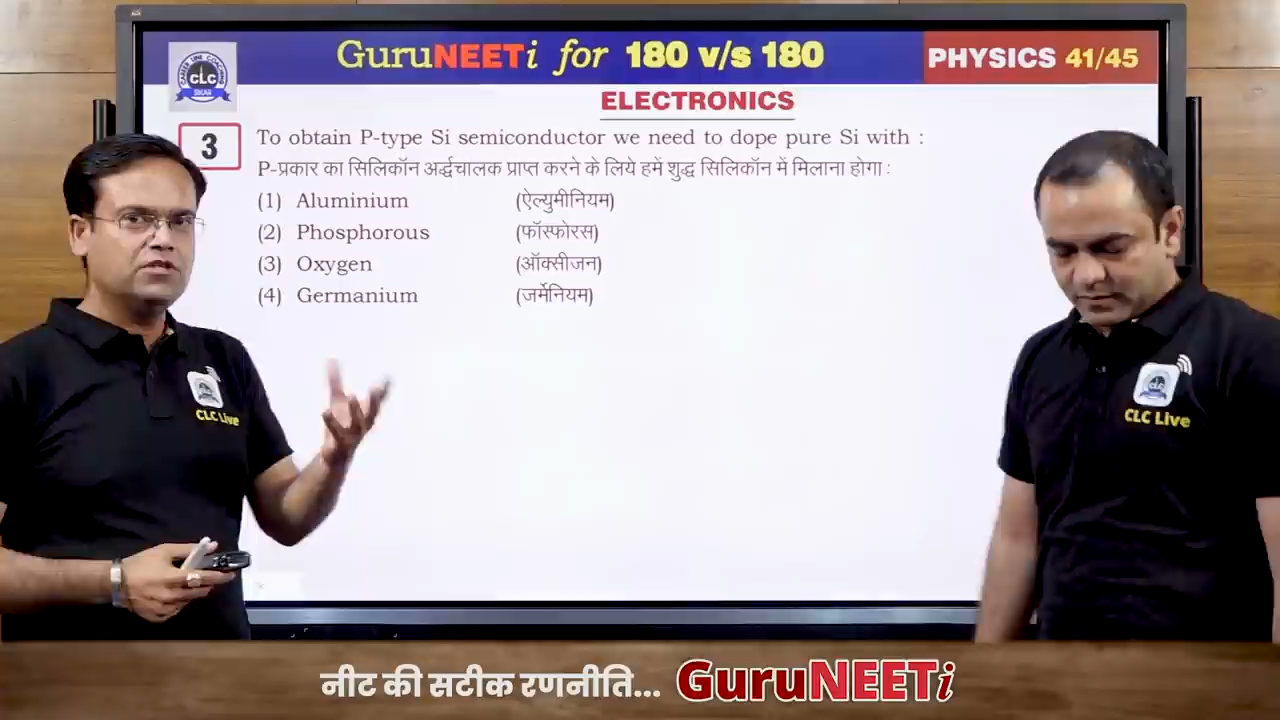 GuruNEETi for 180 v/s 180
PHYSICS 41/45
CLC
ELECTRONICS
3
To obtain P-type Si semiconductor we need to dope pure Si with :
P-प्रकार का सिलिकॉन अर्द्धचालक प्राप्त करने के लिये हमें शुद्ध सिलिकॉन में मिलाना होगा :
(1) Aluminium (ऐल्युमीनियम)
(2) Phosphorous (फॉस्फोरस)
(3) Oxygen (ऑक्सीजन)
(4) Germanium (जर्मेनियम)
CLC Live
CLC Live
नीट की सटीक रणनीति... GuruNEETi